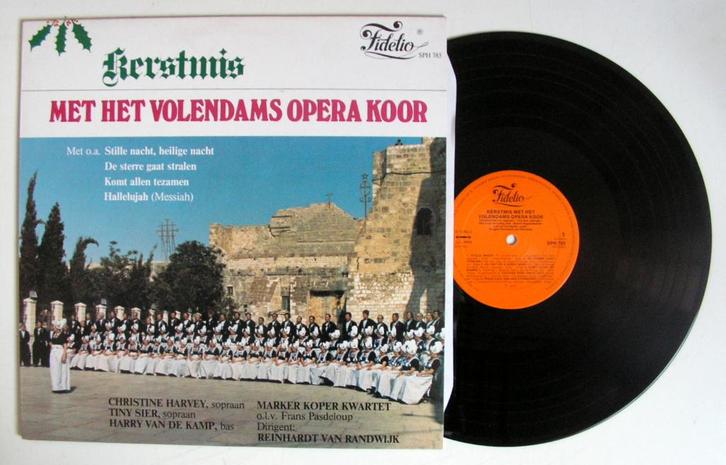 Fidelio ®
SPH 785
Kerstmis
MET HET VOLENDAMS OPERA KOOR
Met o.a. Stille nacht, heilige nacht
De sterre gaat stralen
Komt allen tezamen
Hallelujah (Messiah)
CHRISTINE HARVEY, sopraan
TINY SIER, sopraan
HARRY VAN DE KAMP, bas
MARKER KOPER KWARTET
o.l.v. Frans Pasdeloup
Dirigent:
REINHARDT VAN RANDWIJK
Fidelio
KERSTMIS MET HET
VOLENDAMS OPERA KOOR
1
SPH 785